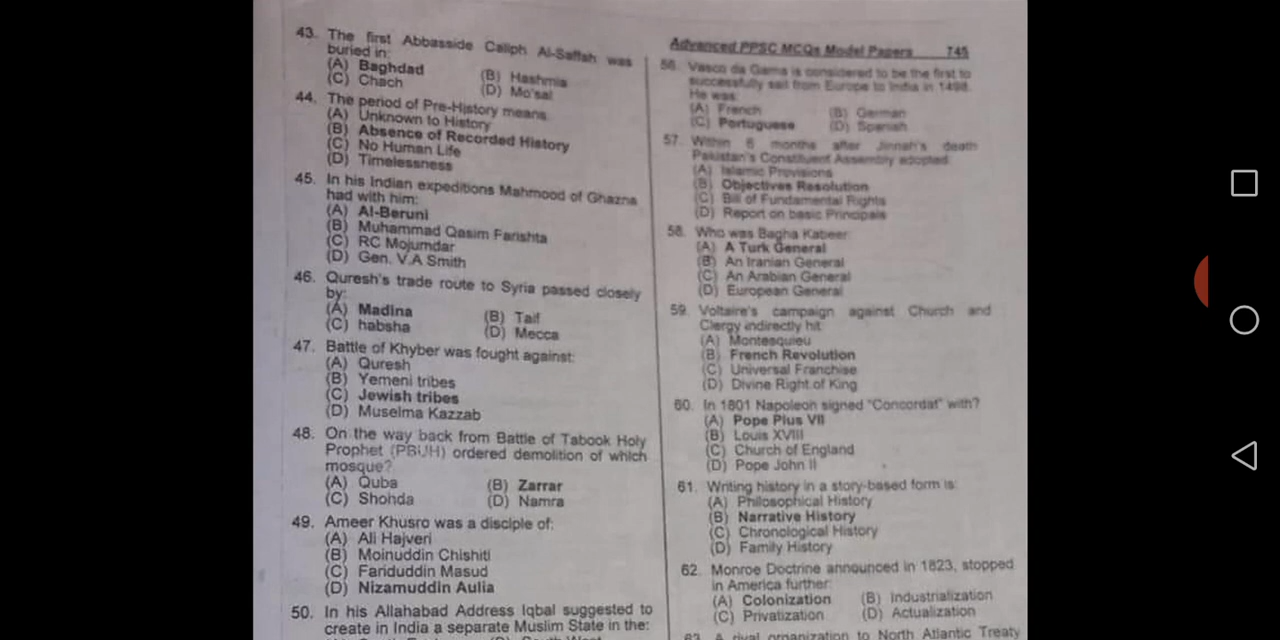 43. The first Abbasside Caliph Al-Saffah was
buried in:
(A) Baghdad (B) Hashmia
(C) Chach (D) Mo'sal
44. The period of Pre-History means
(A) Unknown to History
(B) Absence of Recorded History
(C) No Human Life
(D) Timelessness
45. In his Indian expeditions Mahmood of Ghazna
had with him:
(A) Al-Beruni
(B) Muhammad Qasim Farishta
(C) RC Mojumdar
(D) Gen. V.A Smith
46. Quresh's trade route to Syria passed closely
by:
(A) Madina (B) Taif
(C) habsha (D) Mecca
47. Battle of Khyber was fought against:
(A) Quresh
(B) Yemeni tribes
(C) Jewish tribes
(D) Muselma Kazzab
48. On the way back from Battle of Tabook Holy
Prophet (PBUH) ordered demolition of which
mosque?
(A) Quba (B) Zarrar
(C) Shohda (D) Namra
49. Ameer Khusro was a disciple of:
(A) Ali Hajveri
(B) Moinuddin Chishiti
(C) Fariduddin Masud
(D) Nizamuddin Aulia
50. In his Allahabad Address Iqbal suggested to
create in India a separate Muslim State in the:
Advanced PPSC MCQs Model Papers 745
56. Vasco da Gama is considered to be the first to
successfully sail from Europe to India in 1498.
He was:
(A) French (B) German
(C) Portuguese (D) Spanish
57. Within 6 months after Jinnah's death
Pakistan's Constituent Assembly adopted:
(A) Islamic Provisions
(B) Objectives Resolution
(C) Bill of Fundamental Rights
(D) Report on basic Principals
58. Who was Bagha Kabeer:
(A) A Turk General
(B) An Iranian General
(C) An Arabian General
(D) European General
59. Voltaire's campaign against Church and
Clergy indirectly hit:
(A) Montesquieu
(B) French Revolution
(C) Universal Franchise
(D) Divine Right of King
60. In 1801 Napoleon signed "Concordat" with?
(A) Pope Pius VII
(B) Louis XVIII
(C) Church of England
(D) Pope John II
61. Writing history in a story-based form is:
(A) Philosophical History
(B) Narrative History
(C) Chronological History
(D) Family History
62. Monroe Doctrine announced in 1823, stopped
in America further:
(A) Colonization (B) Industrialization
(C) Privatization (D) Actualization
63. A rival organization to North Atlantic Treaty